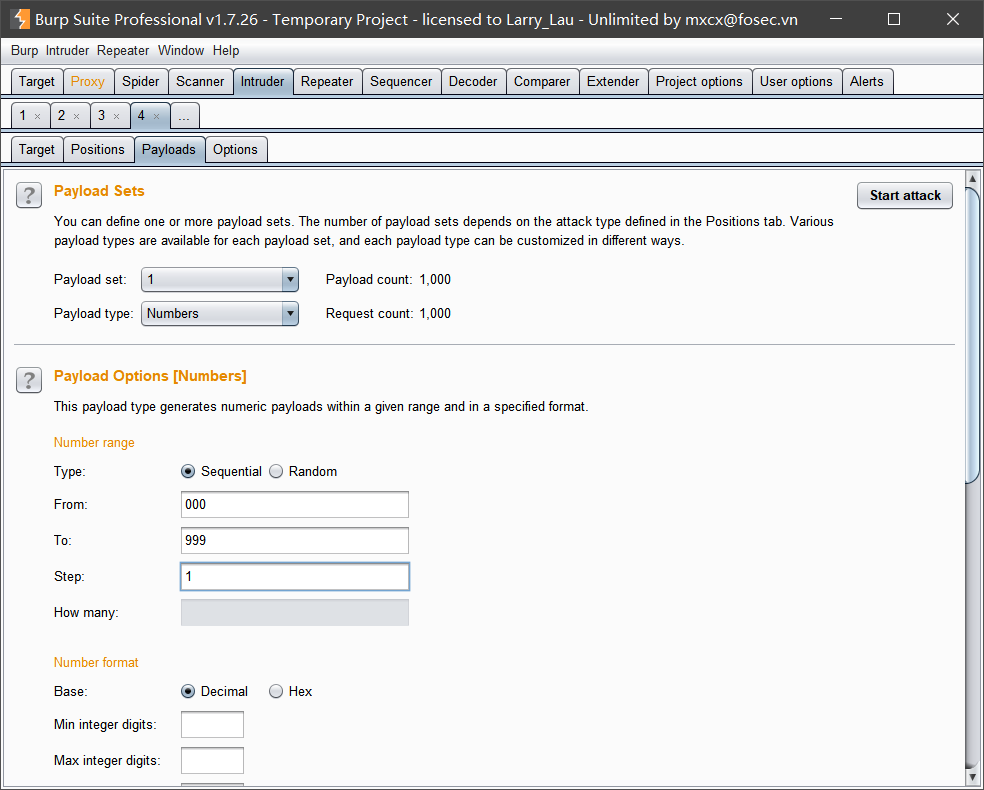 Burp Suite Professional v1.7.26 - Temporary Project - licensed to Larry_Lau - Unlimited by mxcx@fosec.vn
Burp Intruder Repeater Window Help
Target Proxy Spider Scanner Intruder Repeater Sequencer Decoder Comparer Extender Project options User options Alerts
1 × 2 × 3 × 4 × ...
Target Positions Payloads Options
? Payload Sets
Start attack
You can define one or more payload sets. The number of payload sets depends on the attack type defined in the Positions tab. Various
payload types are available for each payload set, and each payload type can be customized in different ways.
Payload set: 1 Payload count: 1,000
Payload type: Numbers Request count: 1,000
? Payload Options [Numbers]
This payload type generates numeric payloads within a given range and in a specified format.
Number range
Type: Sequential Random
From: 000
To: 999
Step: 1
How many:
Number format
Base: Decimal Hex
Min integer digits:
Max integer digits: